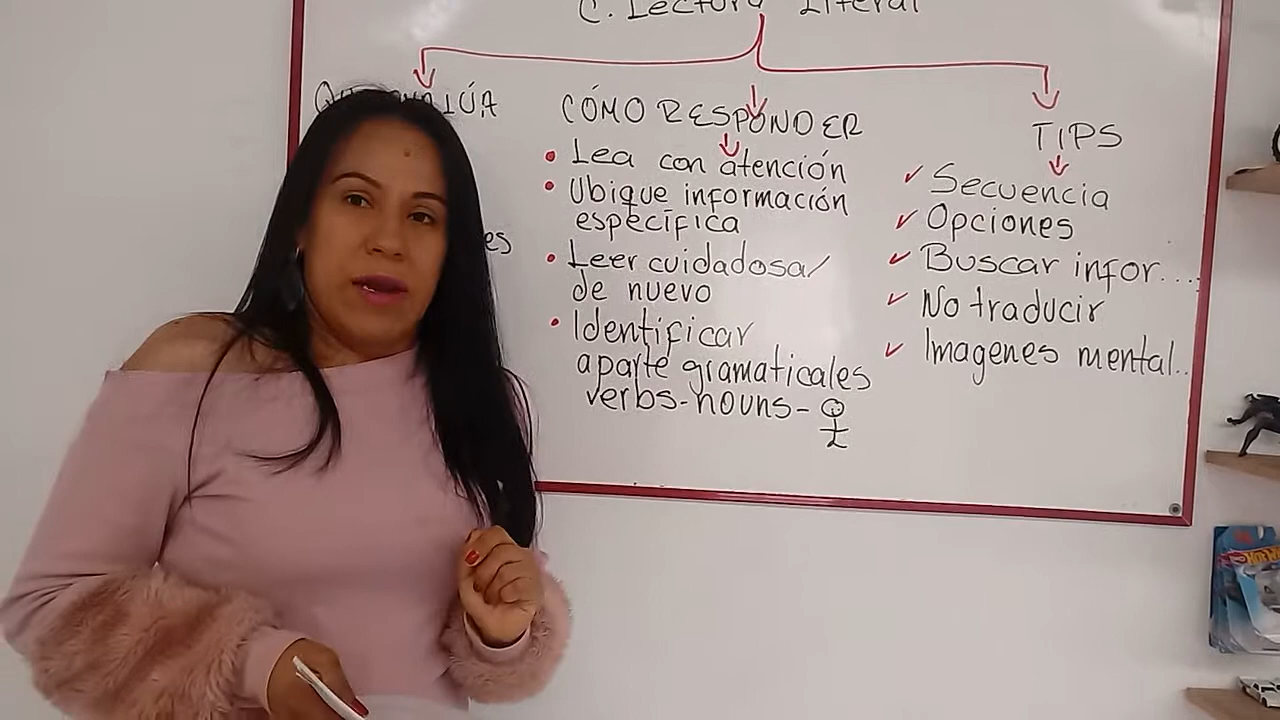 C. Lectura Literal
CÓMO RESPONDER
• Lea con atención
• Ubique información
específica
• Leer cuidadosa/
de nuevo
• Identificar
aparte gramaticales
verbs-nouns-
TIPS
✓ Secuencia
✓ Opciones
✓ Buscar infor....
✓ No traducir
✓ Imagenes mental..